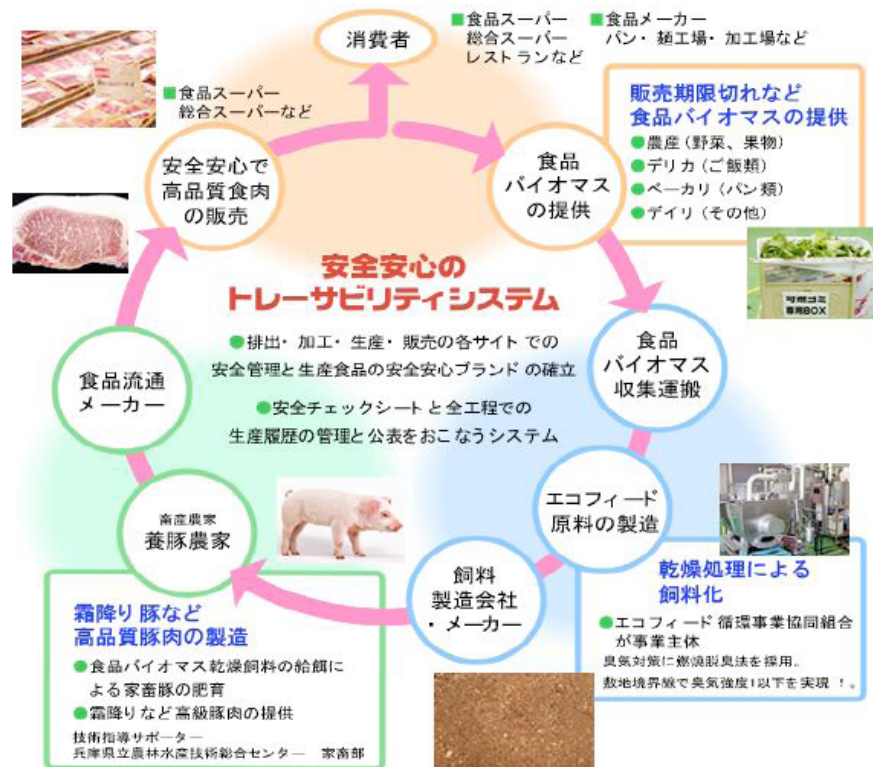 消費者
■食品スーパー
総合スーパー
レストランなど
■食品メーカー
パン・麺工場・加工場など
■食品スーパー
総合スーパーなど
安全安心で
高品質食肉
の販売
食品
バイオマス
の提供
販売期限切れなど
食品バイオマスの提供
●農産(野菜、果物)
●デリカ(ご飯類)
●ベーカリ(パン類)
●デイリ(その他)
可燃ゴミ
専用BOX
安全安心の
トレーサビリティシステム
●排出・加工・生産・販売の各サイトでの
安全管理と生産食品の安全安心ブランドの確立
●安全チェックシートと全工程での
生産履歴の管理と公表をおこなうシステム
食品
バイオマス
収集運搬
食品流通
メーカー
エコフィード
原料の製造
畜産農家
養豚農家
飼料
製造会社
・メーカー
乾燥処理による
飼料化
●エコフィード循環事業協同組合
が事業主体
臭気対策に燃焼脱臭法を採用。
敷地境界線で臭気強度1以下を実現!。
霜降り豚など
高品質豚肉の製造
●食品バイオマス乾燥飼料の給餌に
よる家畜豚の肥育
●霜降りなど高級豚肉の提供
技術指導サポーター
兵庫県立農林水産技術総合センター 家畜部